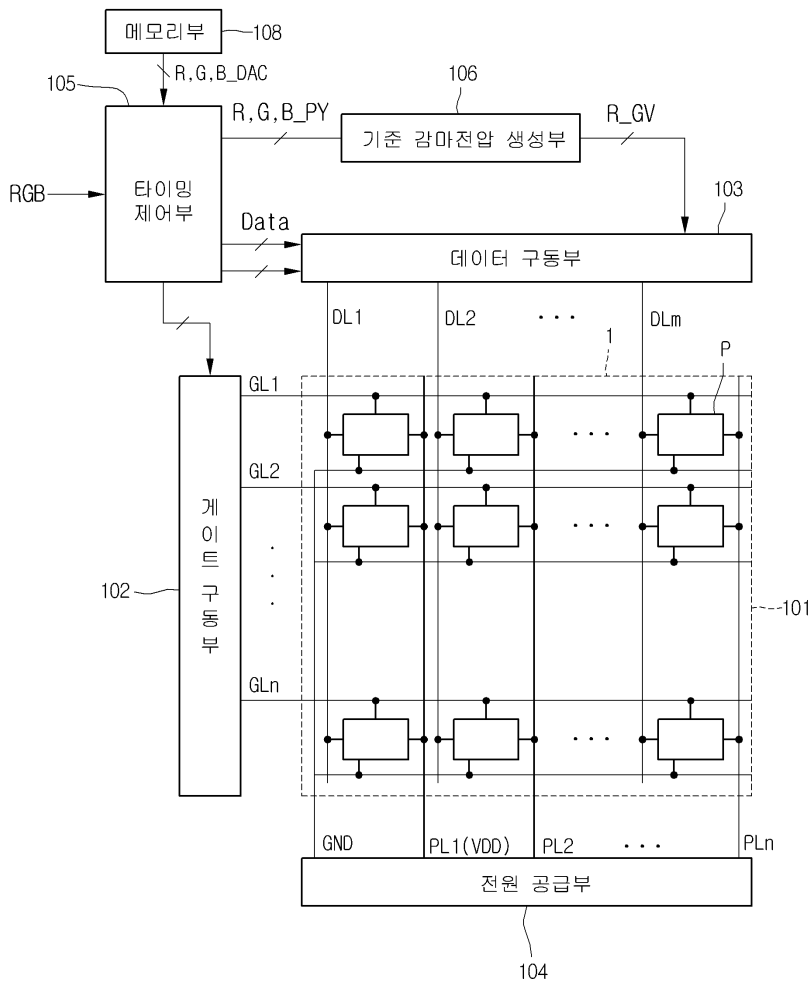 메모리부
108
R,G,B_DAC
105
106
R,G,B_PY
기준 감마전압 생성부
R_GV
RGB
타이밍
제어부
103
Data
데이터 구동부
DL1
DL2
· · ·
DLm
1
P
GL1
· · ·
GL2
· · ·
게이트 구동부
102
· · ·
101
GLn
· · ·
GND
PL1(VDD)
PL2
· · ·
PLn
전원 공급부
104